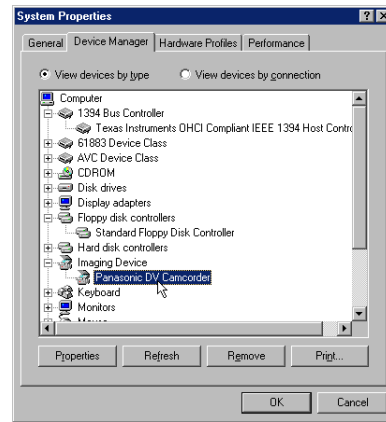 System Properties
General Device Manager Hardware Profiles Performance
View devices by type View devices by connection
Computer
1394 Bus Controller
Texas Instruments OHCI Compliant IEEE 1394 Host Contro
61883 Device Class
AVC Device Class
CDROM
Disk drives
Display adapters
Floppy disk controllers
Standard Floppy Disk Controller
Hard disk controllers
Imaging Device
Panasonic DV Camcorder
Keyboard
Monitors
Mouse
Properties Refresh Remove Print...
OK Cancel